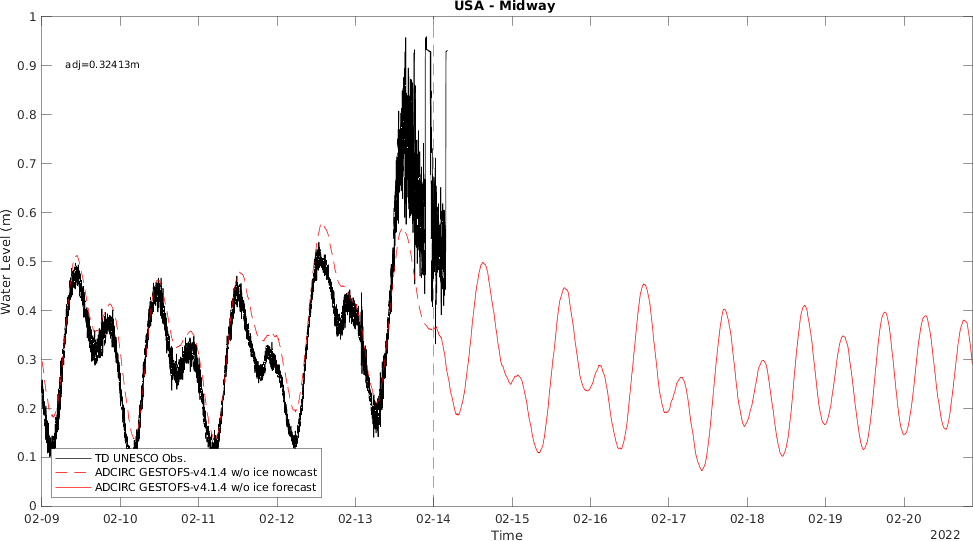 USA - Midway
adj=0.32413m
Water Level (m)
1
0.9
0.8
0.7
0.6
0.5
0.4
0.3
0.2
0.1
0
TD UNESCO Obs.
ADCIRC GESTOFS-v4.1.4 w/o ice nowcast
ADCIRC GESTOFS-v4.1.4 w/o ice forecast
02-09 02-10 02-11 02-12 02-13 02-14 02-15 02-16 02-17 02-18 02-19 02-20
Time
2022